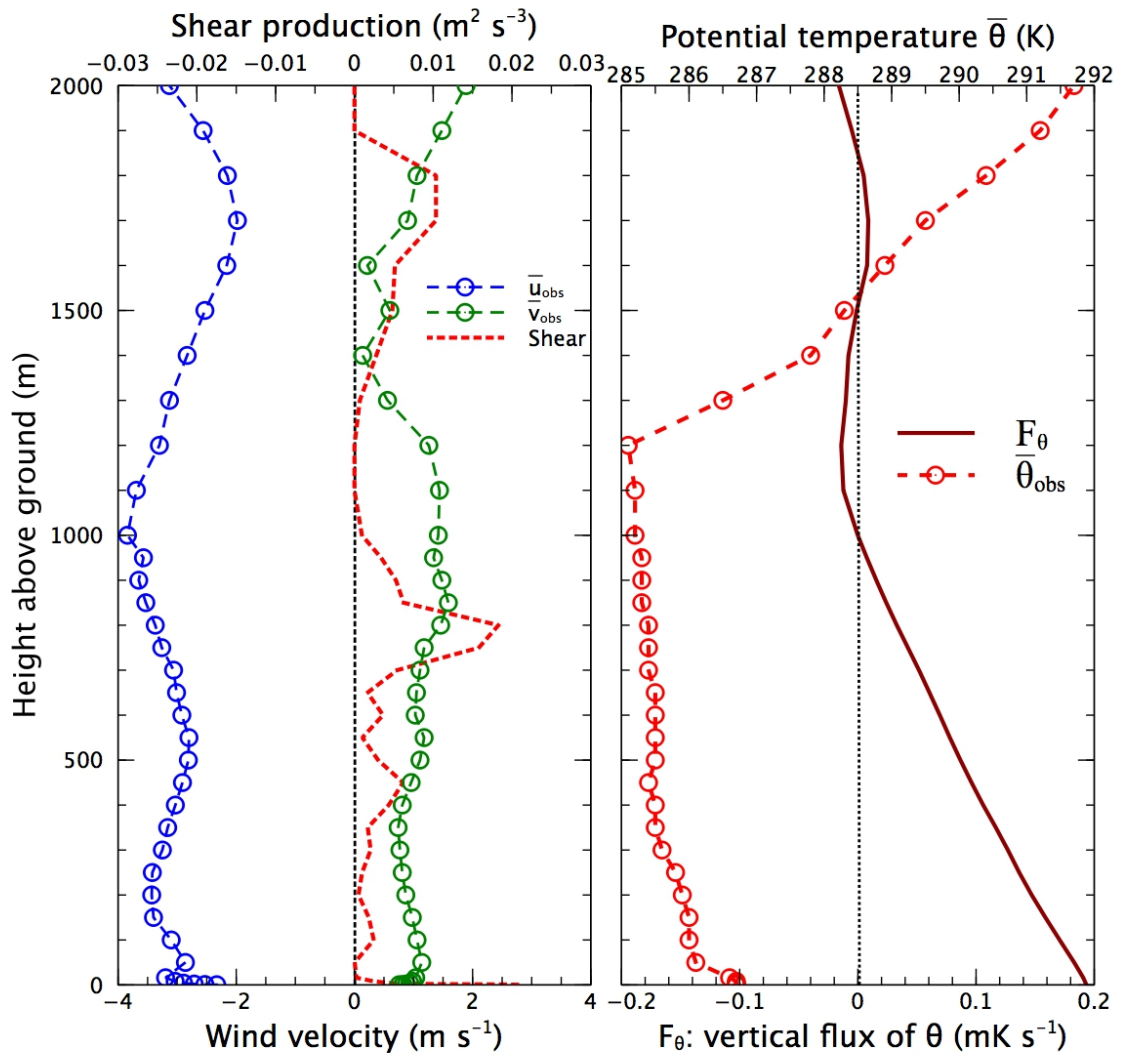 Shear production (m² s⁻³)
−0.03 −0.02 −0.01 0 0.01 0.02 0.03
Potential temperature θ̅ (K)
285 286 287 288 289 290 291 292
Height above ground (m)
2000
1500
1000
500
0
u̅obs
v̅obs
Shear
Fθ
θ̅obs
−4 −2 0 2 4
Wind velocity (m s⁻¹)
−0.2 −0.1 0 0.1 0.2
Fθ: vertical flux of θ (mK s⁻¹)